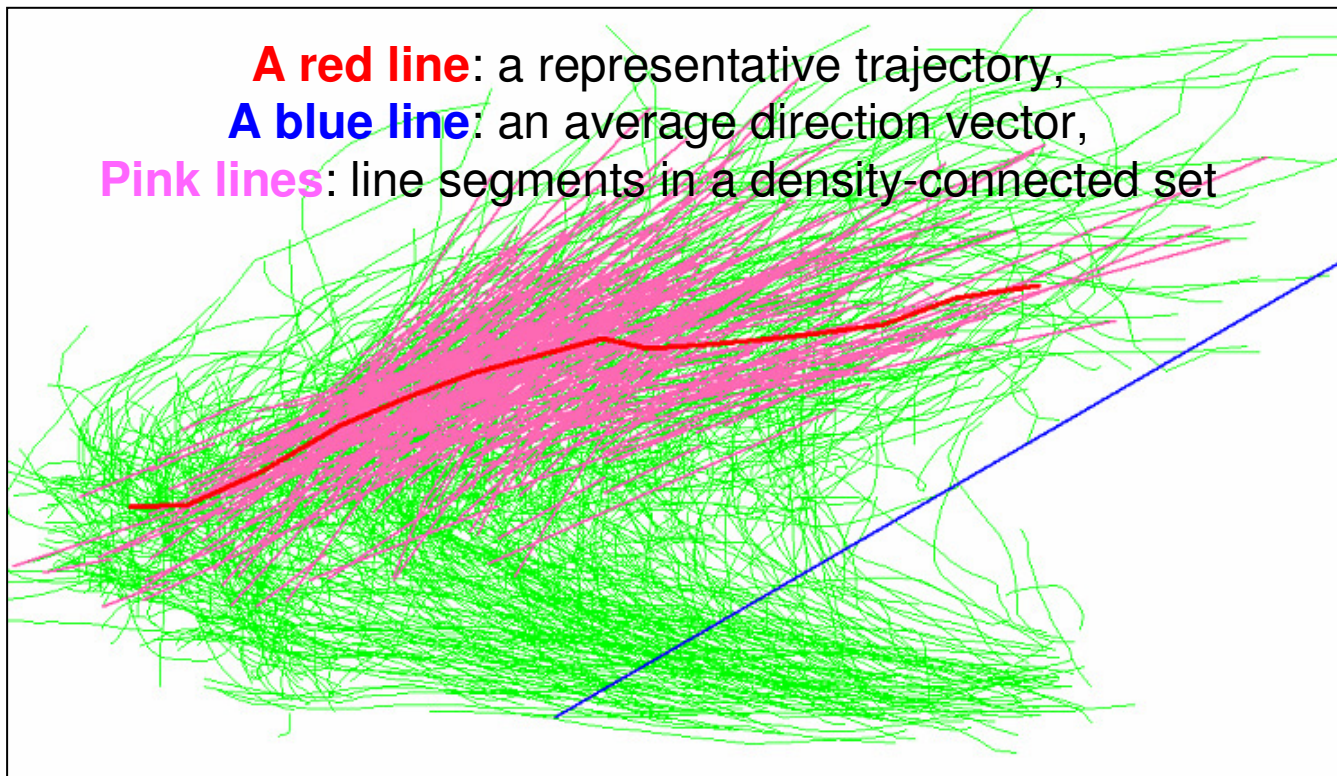 A red line: a representative trajectory,
A blue line: an average direction vector,
Pink lines: line segments in a density-connected set